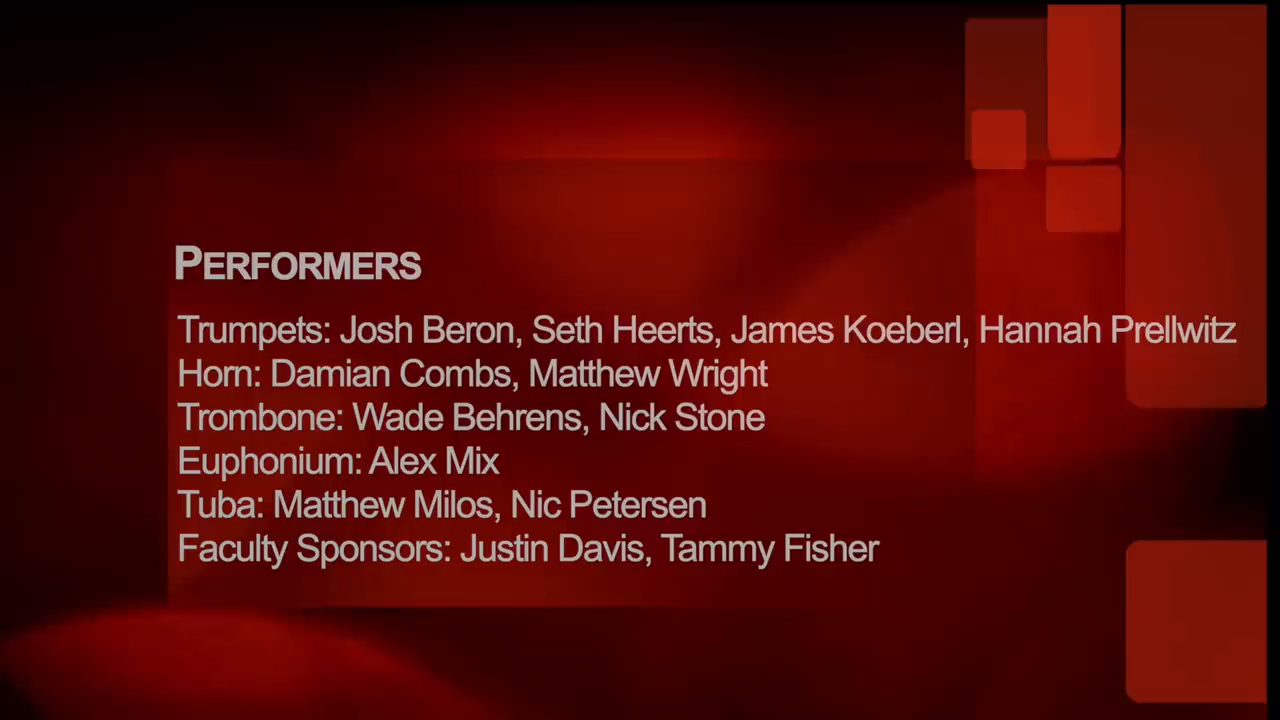 PERFORMERS
Trumpets: Josh Beron, Seth Heerts, James Koeberl, Hannah Prellwitz
Horn: Damian Combs, Matthew Wright
Trombone: Wade Behrens, Nick Stone
Euphonium: Alex Mix
Tuba: Matthew Milos, Nic Petersen
Faculty Sponsors: Justin Davis, Tammy Fisher